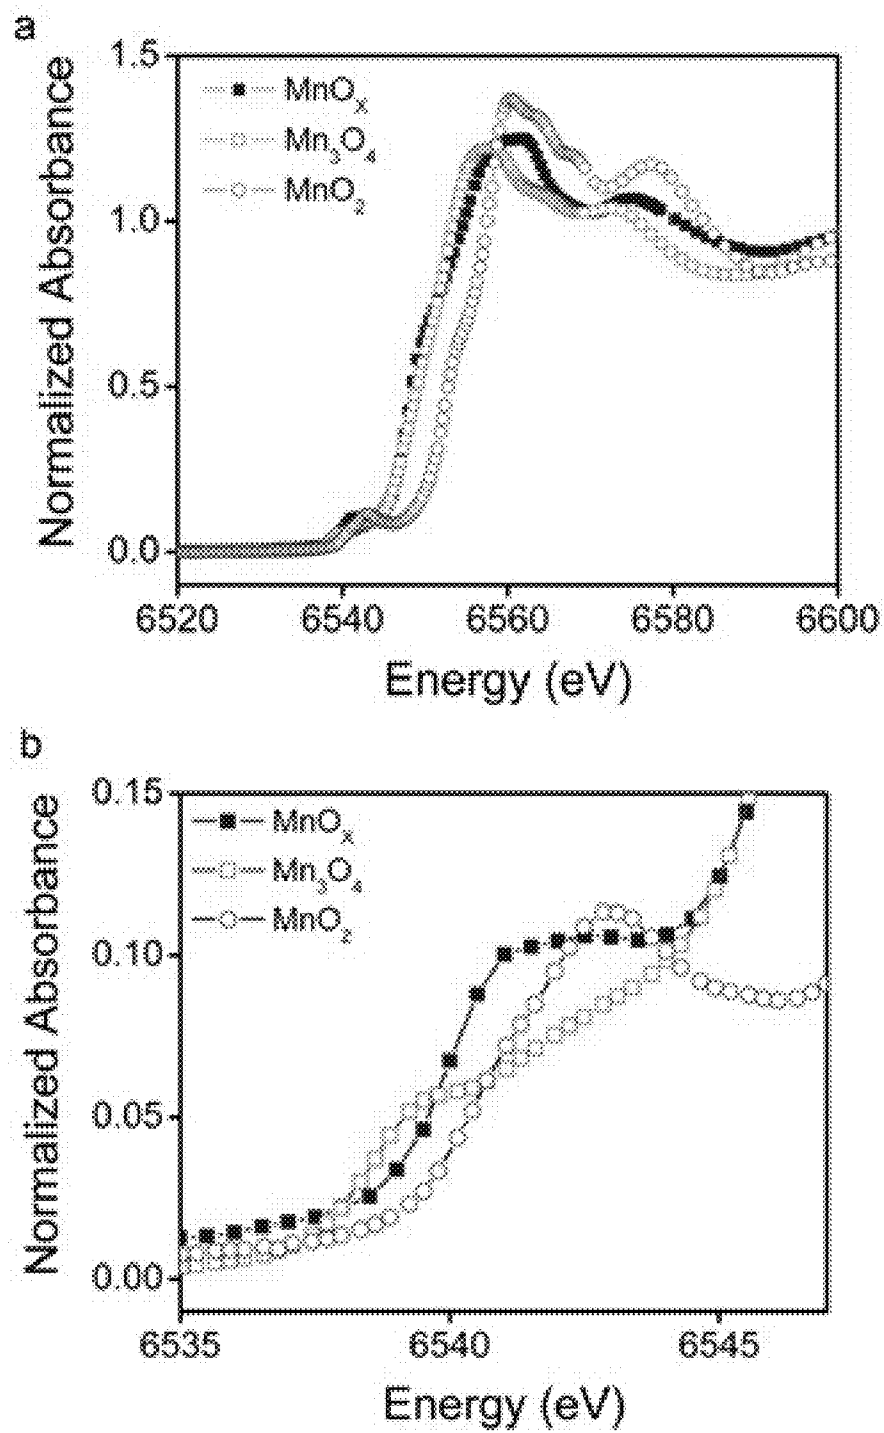 a
Normalized Absorbance
1.5
1.0
0.5
0.0
MnOₓ
Mn₃O₄
MnO₂
6520 6540 6560 6580 6600
Energy (eV)
b
Normalized Absorbance
0.15
0.10
0.05
0.00
MnOₓ
Mn₃O₄
MnO₂
6535 6540 6545
Energy (eV)